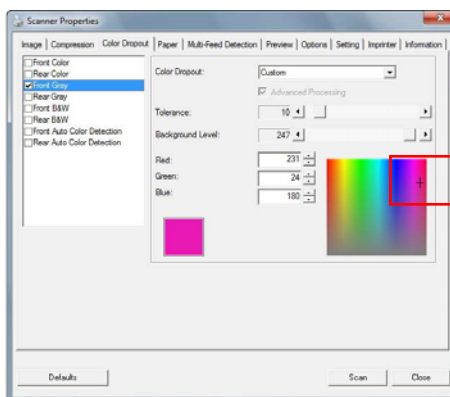 Scanner Properties
Image Compression Color Dropout Paper Multi-Feed Detection Preview Options Setting Imprinter Information
Front Color
Rear Color
Front Gray
Rear Gray
Front B&W
Rear B&W
Front Auto Color Detection
Rear Auto Color Detection
Color Dropout: Custom
Advanced Processing
Tolerance: 10
Background Level: 247
Red: 231
Green: 24
Blue: 180
Defaults Scan Close